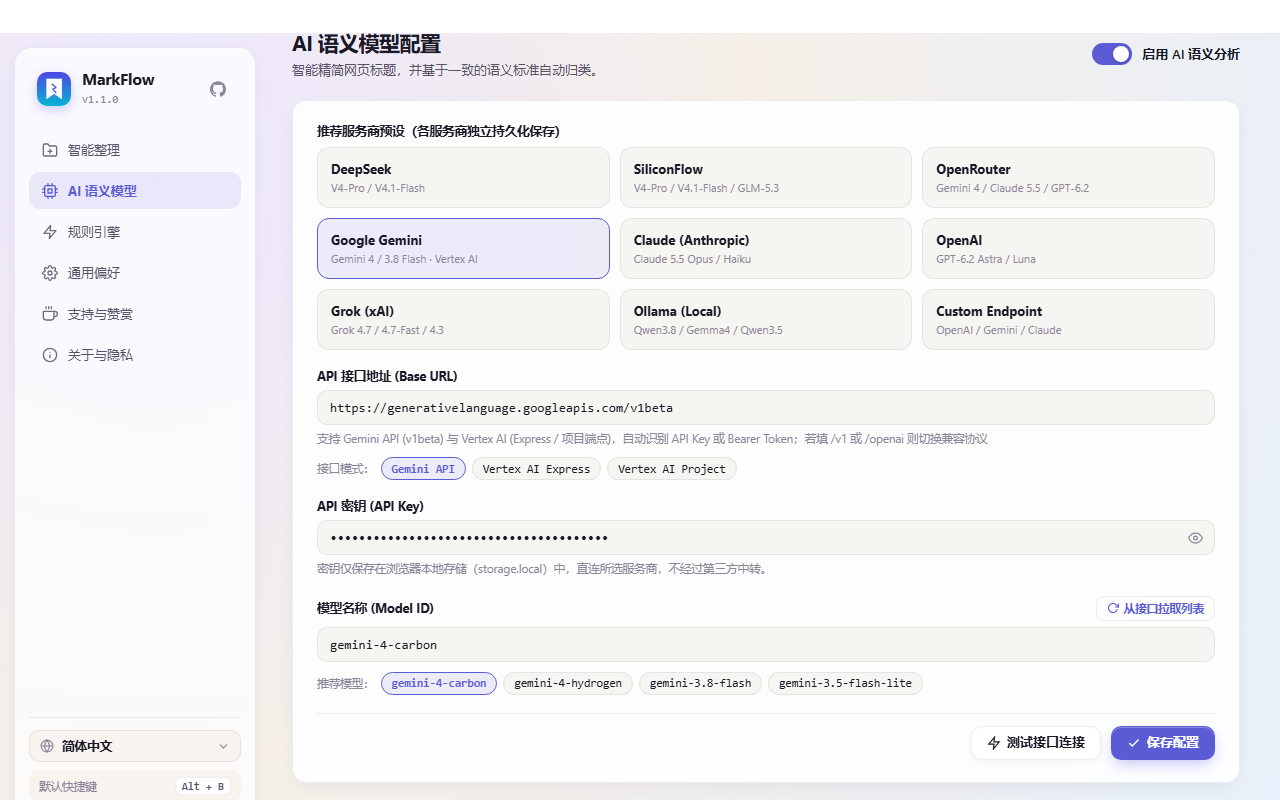 MarkFlow
v1.1.0
智能整理
AI 语义模型
规则引擎
通用偏好
支持与赞赏
关于与隐私
简体中文
默认快捷键
Alt + B
AI 语义模型配置
智能精简网页标题，并基于一致的语义标准自动归类。
启用 AI 语义分析
推荐服务商预设（各服务商独立持久化保存）
DeepSeek
V4-Pro / V4.1-Flash
SiliconFlow
V4-Pro / V4.1-Flash / GLM-5.3
OpenRouter
Gemini 4 / Claude 5.5 / GPT-6.2
Google Gemini
Gemini 4 / 3.8 Flash · Vertex AI
Claude (Anthropic)
Claude 5.5 Opus / Haiku
OpenAI
GPT-6.2 Astra / Luna
Grok (xAI)
Grok 4.7 / 4.7-Fast / 4.3
Ollama (Local)
Qwen3.8 / Gemma4 / Qwen3.5
Custom Endpoint
OpenAI / Gemini / Claude
API 接口地址 (Base URL)
https://generativelanguage.googleapis.com/v1beta
支持 Gemini API (v1beta) 与 Vertex AI (Express / 项目端点)，自动识别 API Key 或 Bearer Token；若填 /v1 或 /openai 则切换兼容协议
接口模式：
Gemini API
Vertex AI Express
Vertex AI Project
API 密钥 (API Key)
密钥仅保存在浏览器本地存储（storage.local）中，直连所选服务商，不经过第三方中转。
模型名称 (Model ID)
从接口拉取列表
gemini-4-carbon
推荐模型：
gemini-4-carbon
gemini-4-hydrogen
gemini-3.8-flash
gemini-3.5-flash-lite
测试接口连接
保存配置